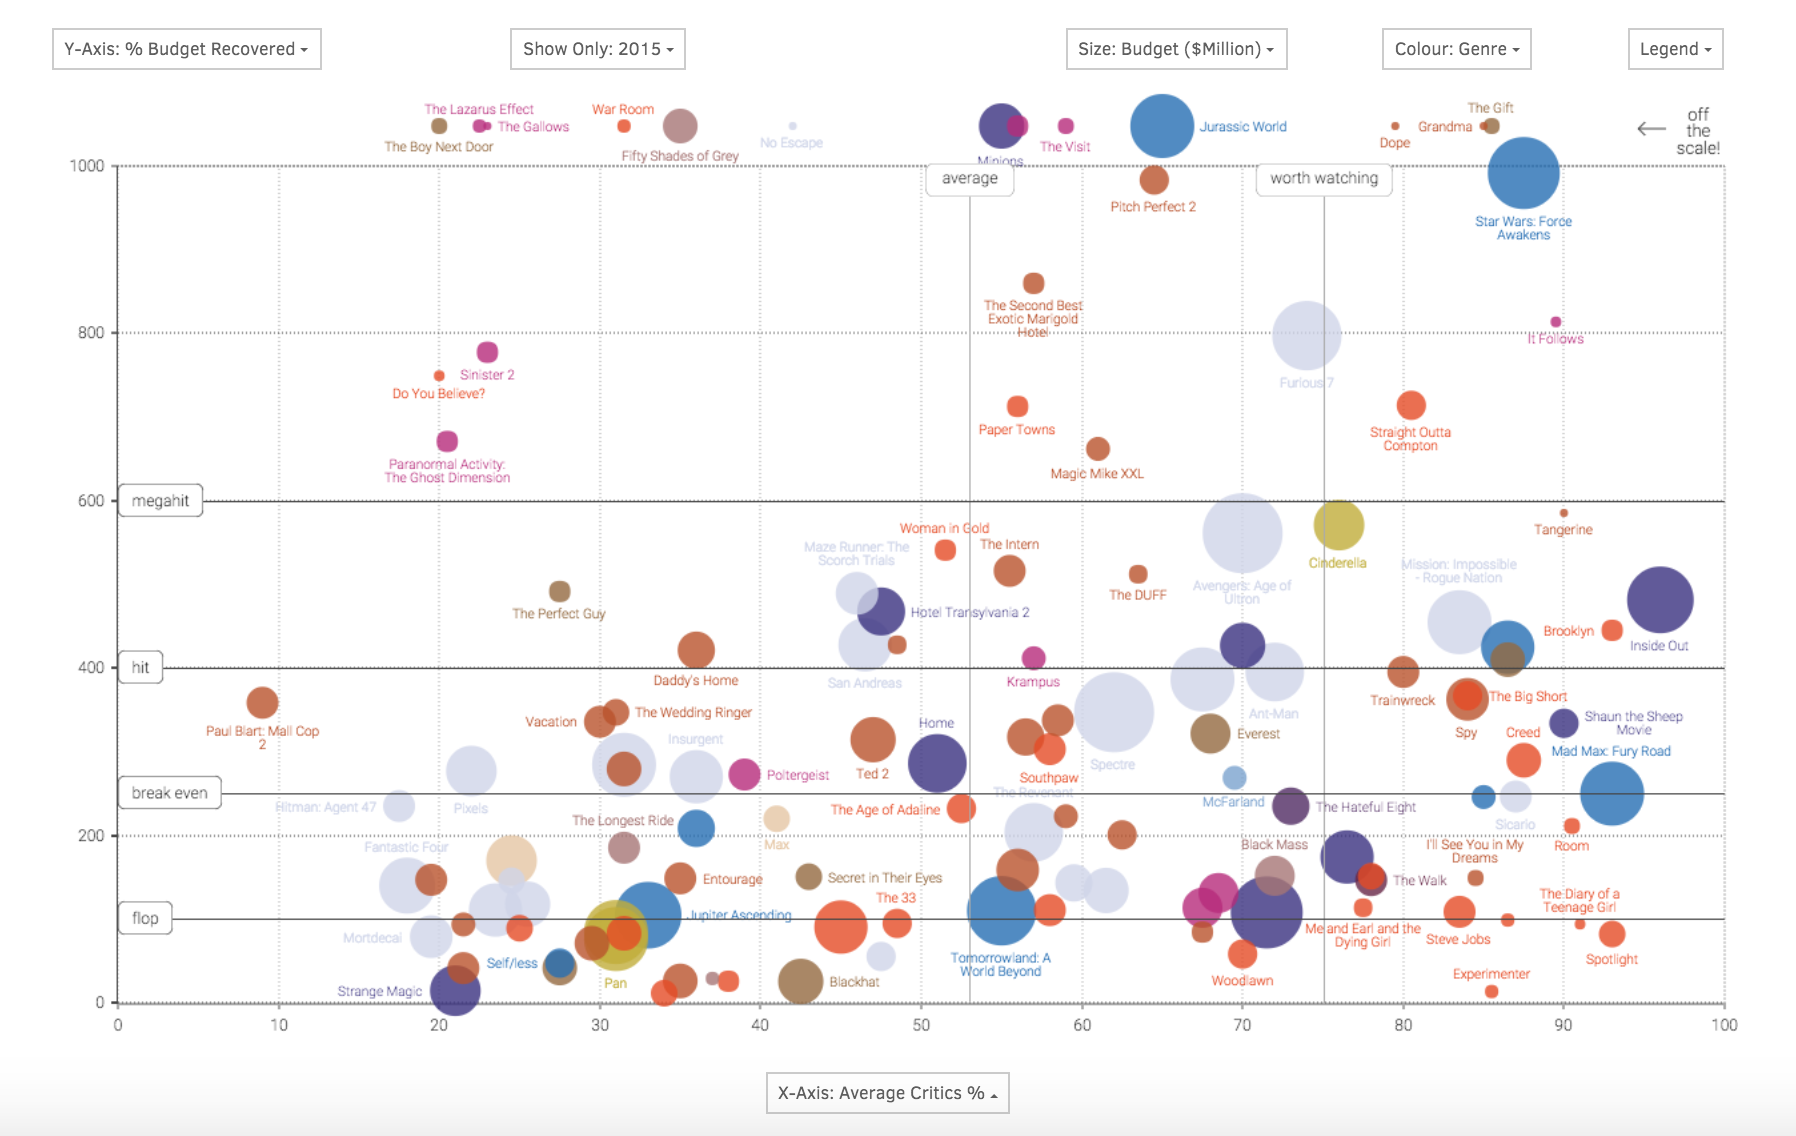 Y-Axis: % Budget Recovered
Show Only: 2015
Size: Budget ($Million)
Colour: Genre
Legend
The Lazarus Effect
War Room
The Gift
off
the
scale!
The Gallows
No Escape
Jurassic World
Grandma
The Boy Next Door
Fifty Shades of Grey
The Visit
Dope
Minions
1000
average
worth watching
Pitch Perfect 2
Star Wars: Force
Awakens
The Second Best
Exotic Marigold
Hotel
800
It Follows
Sinister 2
Furious 7
Do You Believe?
Paper Towns
Straight Outta
Compton
Paranormal Activity:
The Ghost Dimension
Magic Mike XXL
600
megahit
Woman in Gold
Tangerine
Maze Runner: The
Scorch Trials
The Intern
Cinderella
Mission: Impossible
- Rogue Nation
The Perfect Guy
The DUFF
Avengers: Age of
Ultron
Hotel Transylvania 2
Brooklyn
Inside Out
400
hit
Daddy's Home
San Andreas
Krampus
Trainwreck
The Big Short
Paul Blart: Mall Cop
2
Vacation
The Wedding Ringer
Home
Ant-Man
Everest
Spy
Creed
Shaun the Sheep
Movie
Insurgent
Mad Max: Fury Road
Ted 2
Spectre
Southpaw
Poltergeist
break even
The Revenant
McFarland
Hitman: Agent 47
Pixels
The Age of Adaline
The Hateful Eight
The Longest Ride
Sicario
200
Fantastic Four
Max
Black Mass
I'll See You in My
Dreams
Room
Entourage
Secret in Their Eyes
The Walk
The 33
The Diary of a
Teenage Girl
flop
Jupiter Ascending
Mortdecai
Me and Earl and the
Dying Girl
Steve Jobs
Self/less
Tomorrowland: A
World Beyond
Spotlight
Strange Magic
Pan
Blackhat
Woodlawn
Experimenter
0
0 10 20 30 40 50 60 70 80 90 100
X-Axis: Average Critics %